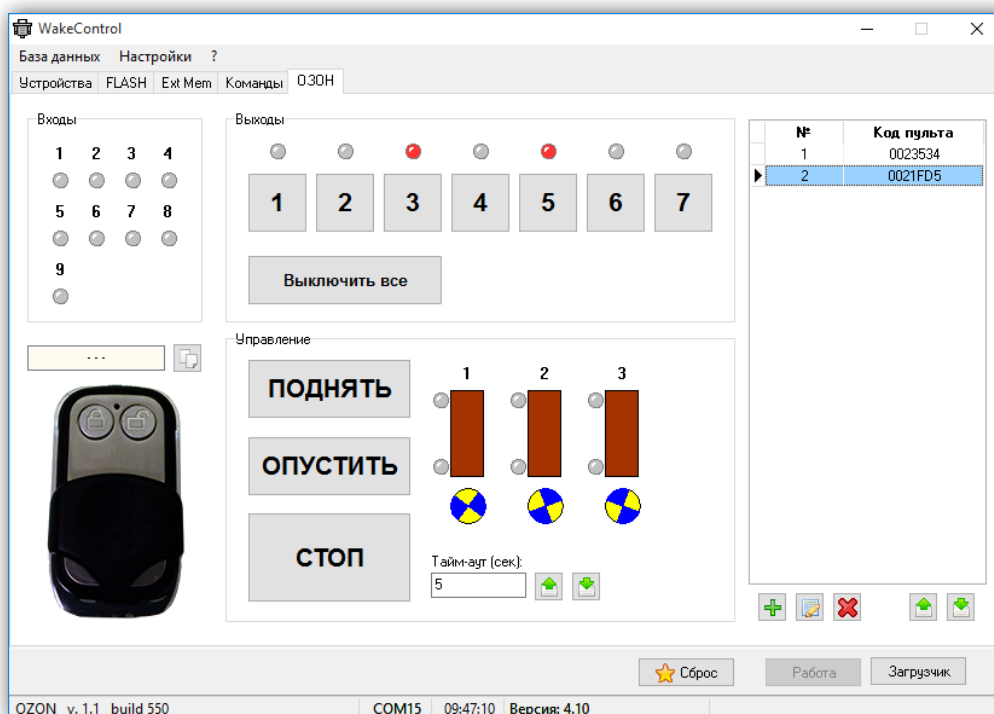 WakeControl
База данных Настройки ?
Устройства FLASH Ext Mem Команды ОЗОН
Входы
1 2 3 4
5 6 7 8
9
- - -
Выходы
1 2 3 4 5 6 7
Выключить все
Управление
ПОДНЯТЬ
ОПУСТИТЬ
СТОП
1 2 3
Тайм-аут (сек):
5
№ Код пульта
1 0023534
2 0021FD5
Сброс Работа Загрузчик
OZON v. 1.1 build 550 COM15 09:47:10 Версия: 4.10